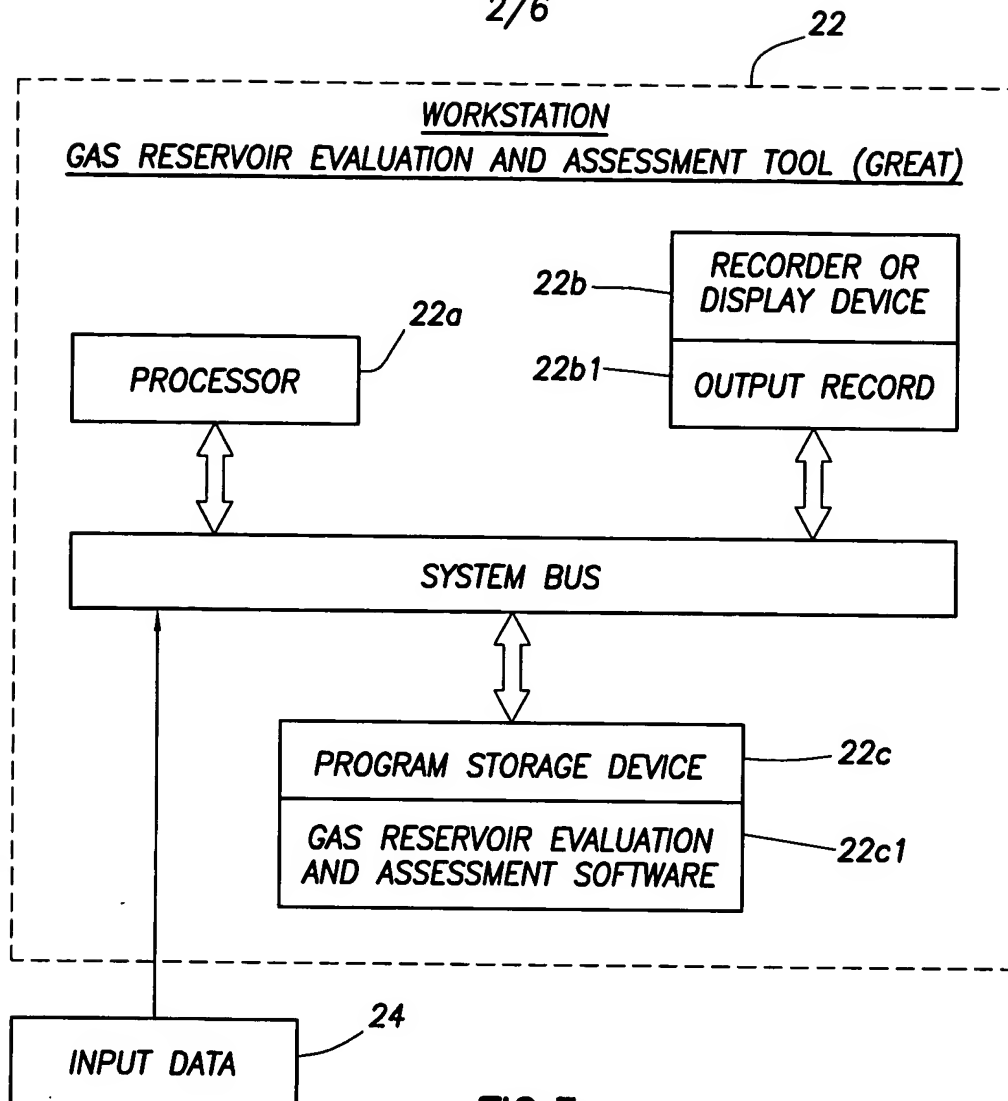 2/6
22
WORKSTATION
GAS RESERVOIR EVALUATION AND ASSESSMENT TOOL (GREAT)
22a
PROCESSOR
22b
RECORDER OR
DISPLAY DEVICE
22b1
OUTPUT RECORD
SYSTEM BUS
PROGRAM STORAGE DEVICE
22c
GAS RESERVOIR EVALUATION
AND ASSESSMENT SOFTWARE
22c1
24
INPUT DATA